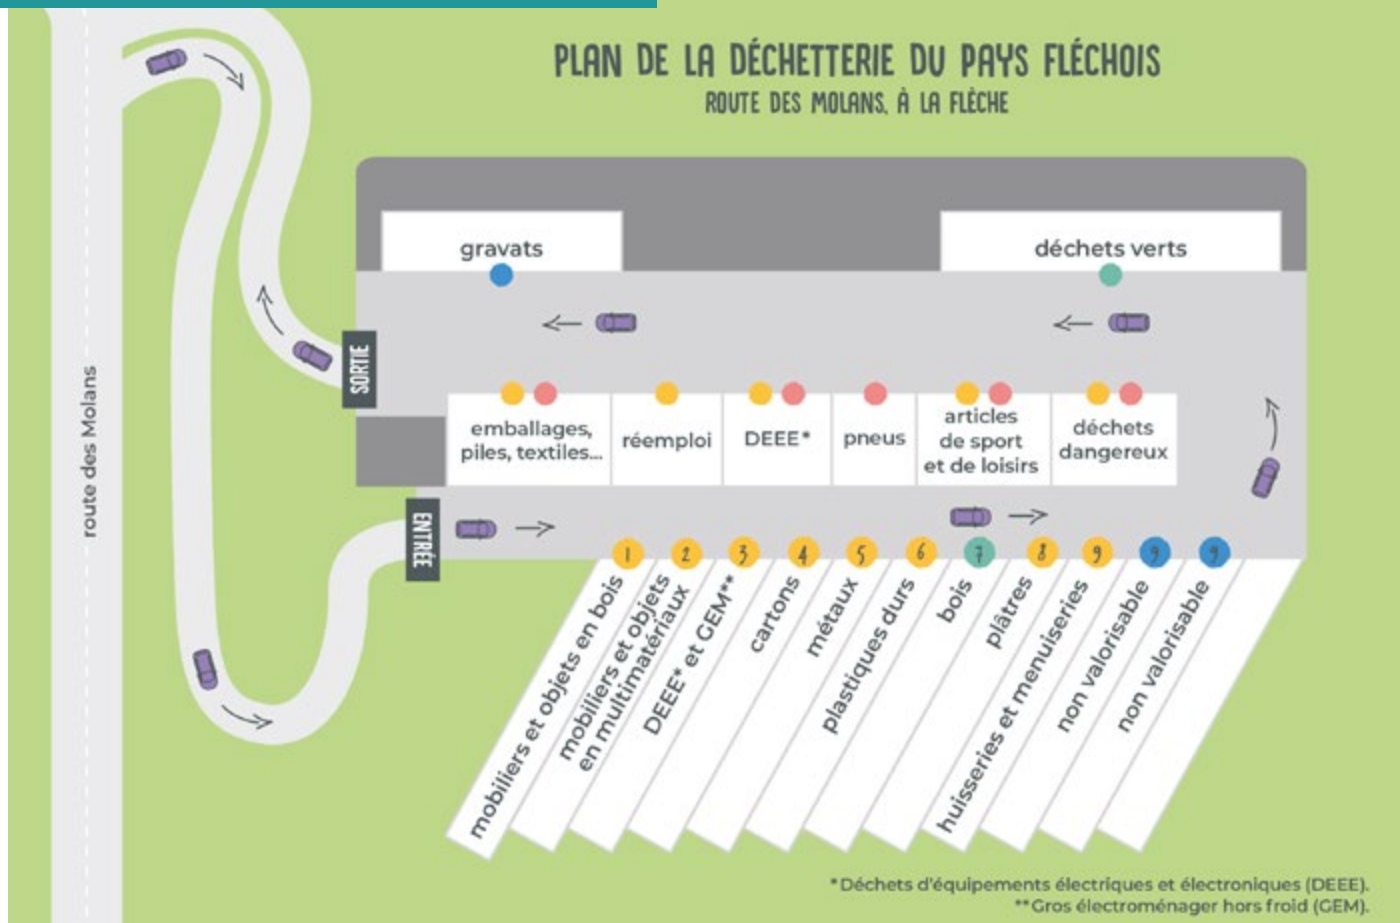 PLAN DE LA DÉCHETTERIE DU PAYS FLÉCHOIS
ROUTE DES MOLANS, À LA FLÈCHE
route des Molans
gravats
déchets verts
SORTIE
emballages,
piles, textiles...
réemploi
DEEE*
pneus
articles
de sport
et de loisirs
déchets
dangereux
ENTRÉE
1
mobiliers et objets en bois
2
mobiliers et objets
en multimatériaux
3
DEEE* et GEM**
4
cartons
5
métaux
6
plastiques durs
7
bois
8
plâtres
9
huisseries et menuiseries
9
non valorisable
9
non valorisable
*Déchets d'équipements électriques et électroniques (DEEE).
**Gros électroménager hors froid (GEM).